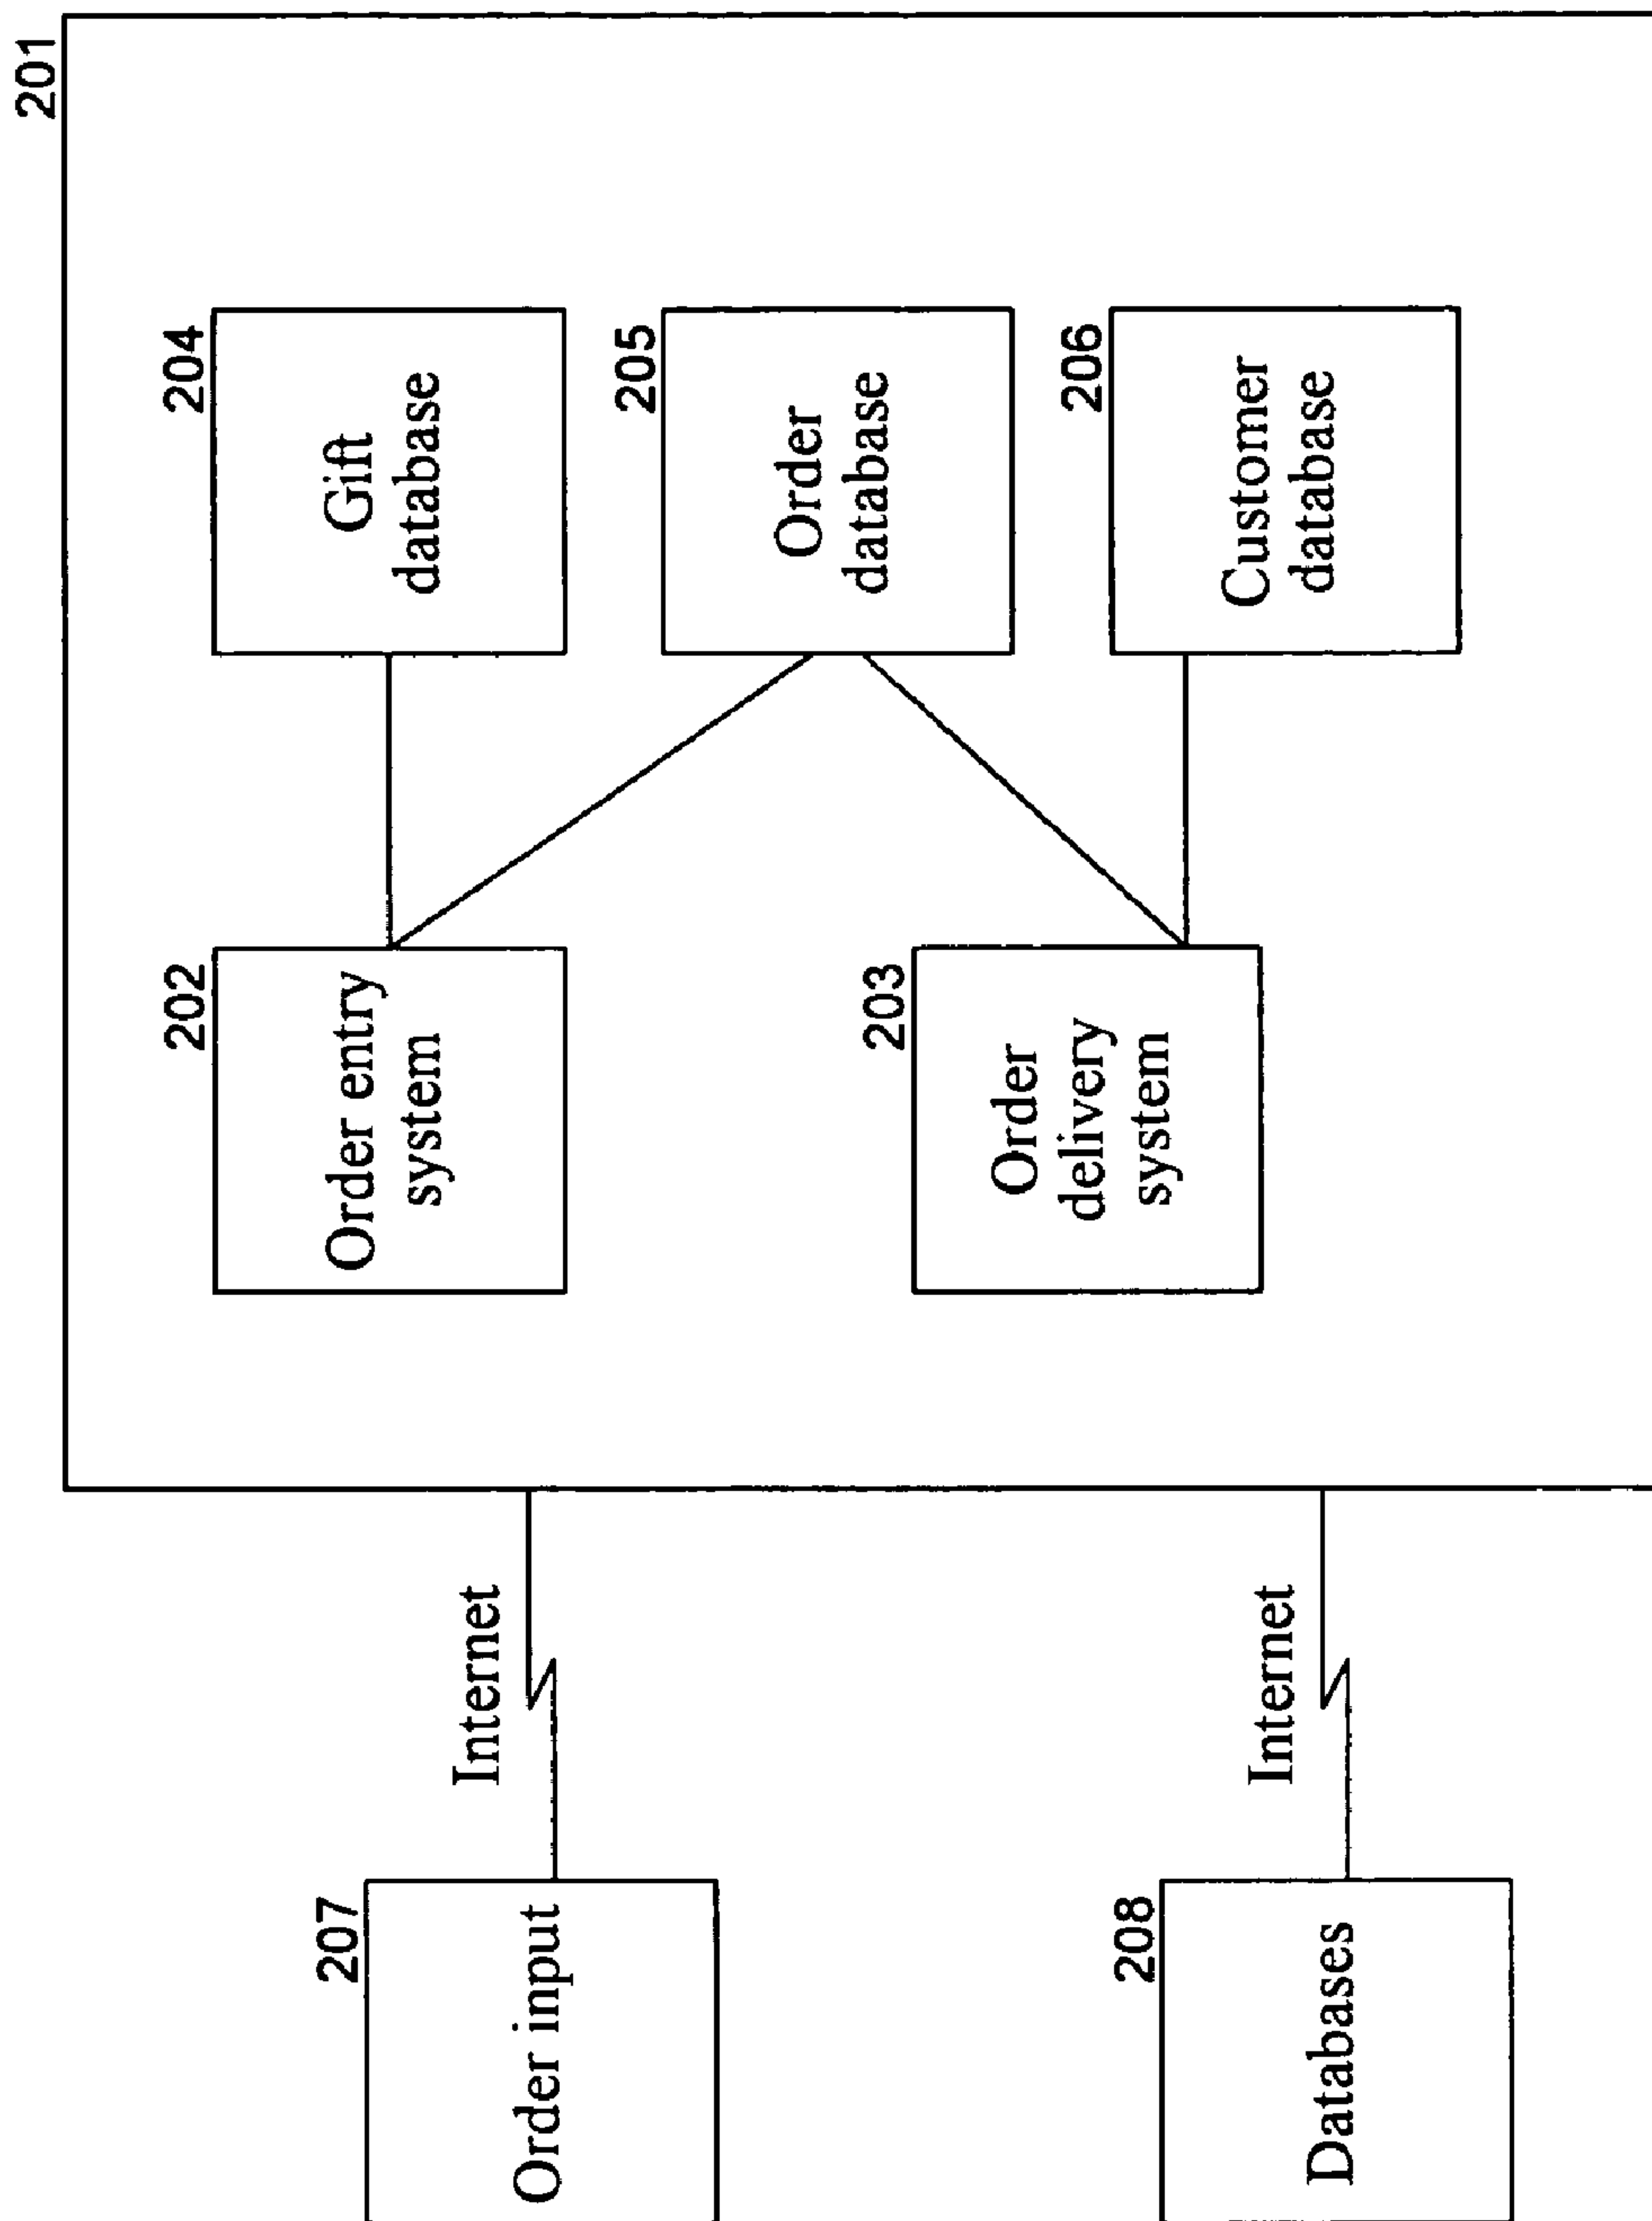 201
202
Order entry
system
204
Gift
database
205
Order
database
203
Order
delivery
system
206
Customer
database
207
Order input
Internet
208
Databases
Internet